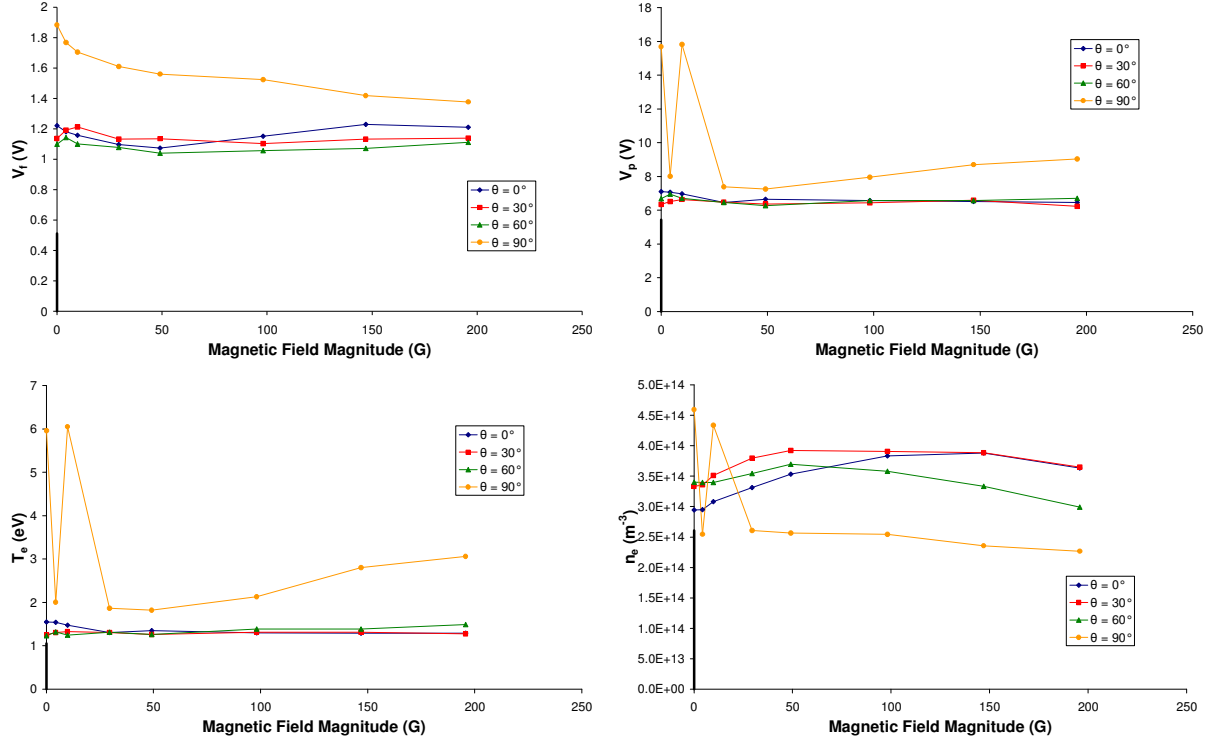 2
1.8
1.6
1.4
1.2
1
0.8
0.6
0.4
0.2
0
V_f (V)
θ = 0°
θ = 30°
θ = 60°
θ = 90°
0 50 100 150 200 250
Magnetic Field Magnitude (G)
18
16
14
12
10
8
6
4
2
0
V_p (V)
θ = 0°
θ = 30°
θ = 60°
θ = 90°
0 50 100 150 200 250
Magnetic Field Magnitude (G)
7
6
5
4
3
2
1
0
T_e (eV)
θ = 0°
θ = 30°
θ = 60°
θ = 90°
0 50 100 150 200 250
Magnetic Field Magnitude (G)
5.0E+14
4.5E+14
4.0E+14
3.5E+14
3.0E+14
2.5E+14
2.0E+14
1.5E+14
1.0E+14
5.0E+13
0.0E+00
n_e (m^-3)
θ = 0°
θ = 30°
θ = 60°
θ = 90°
0 50 100 150 200 250
Magnetic Field Magnitude (G)